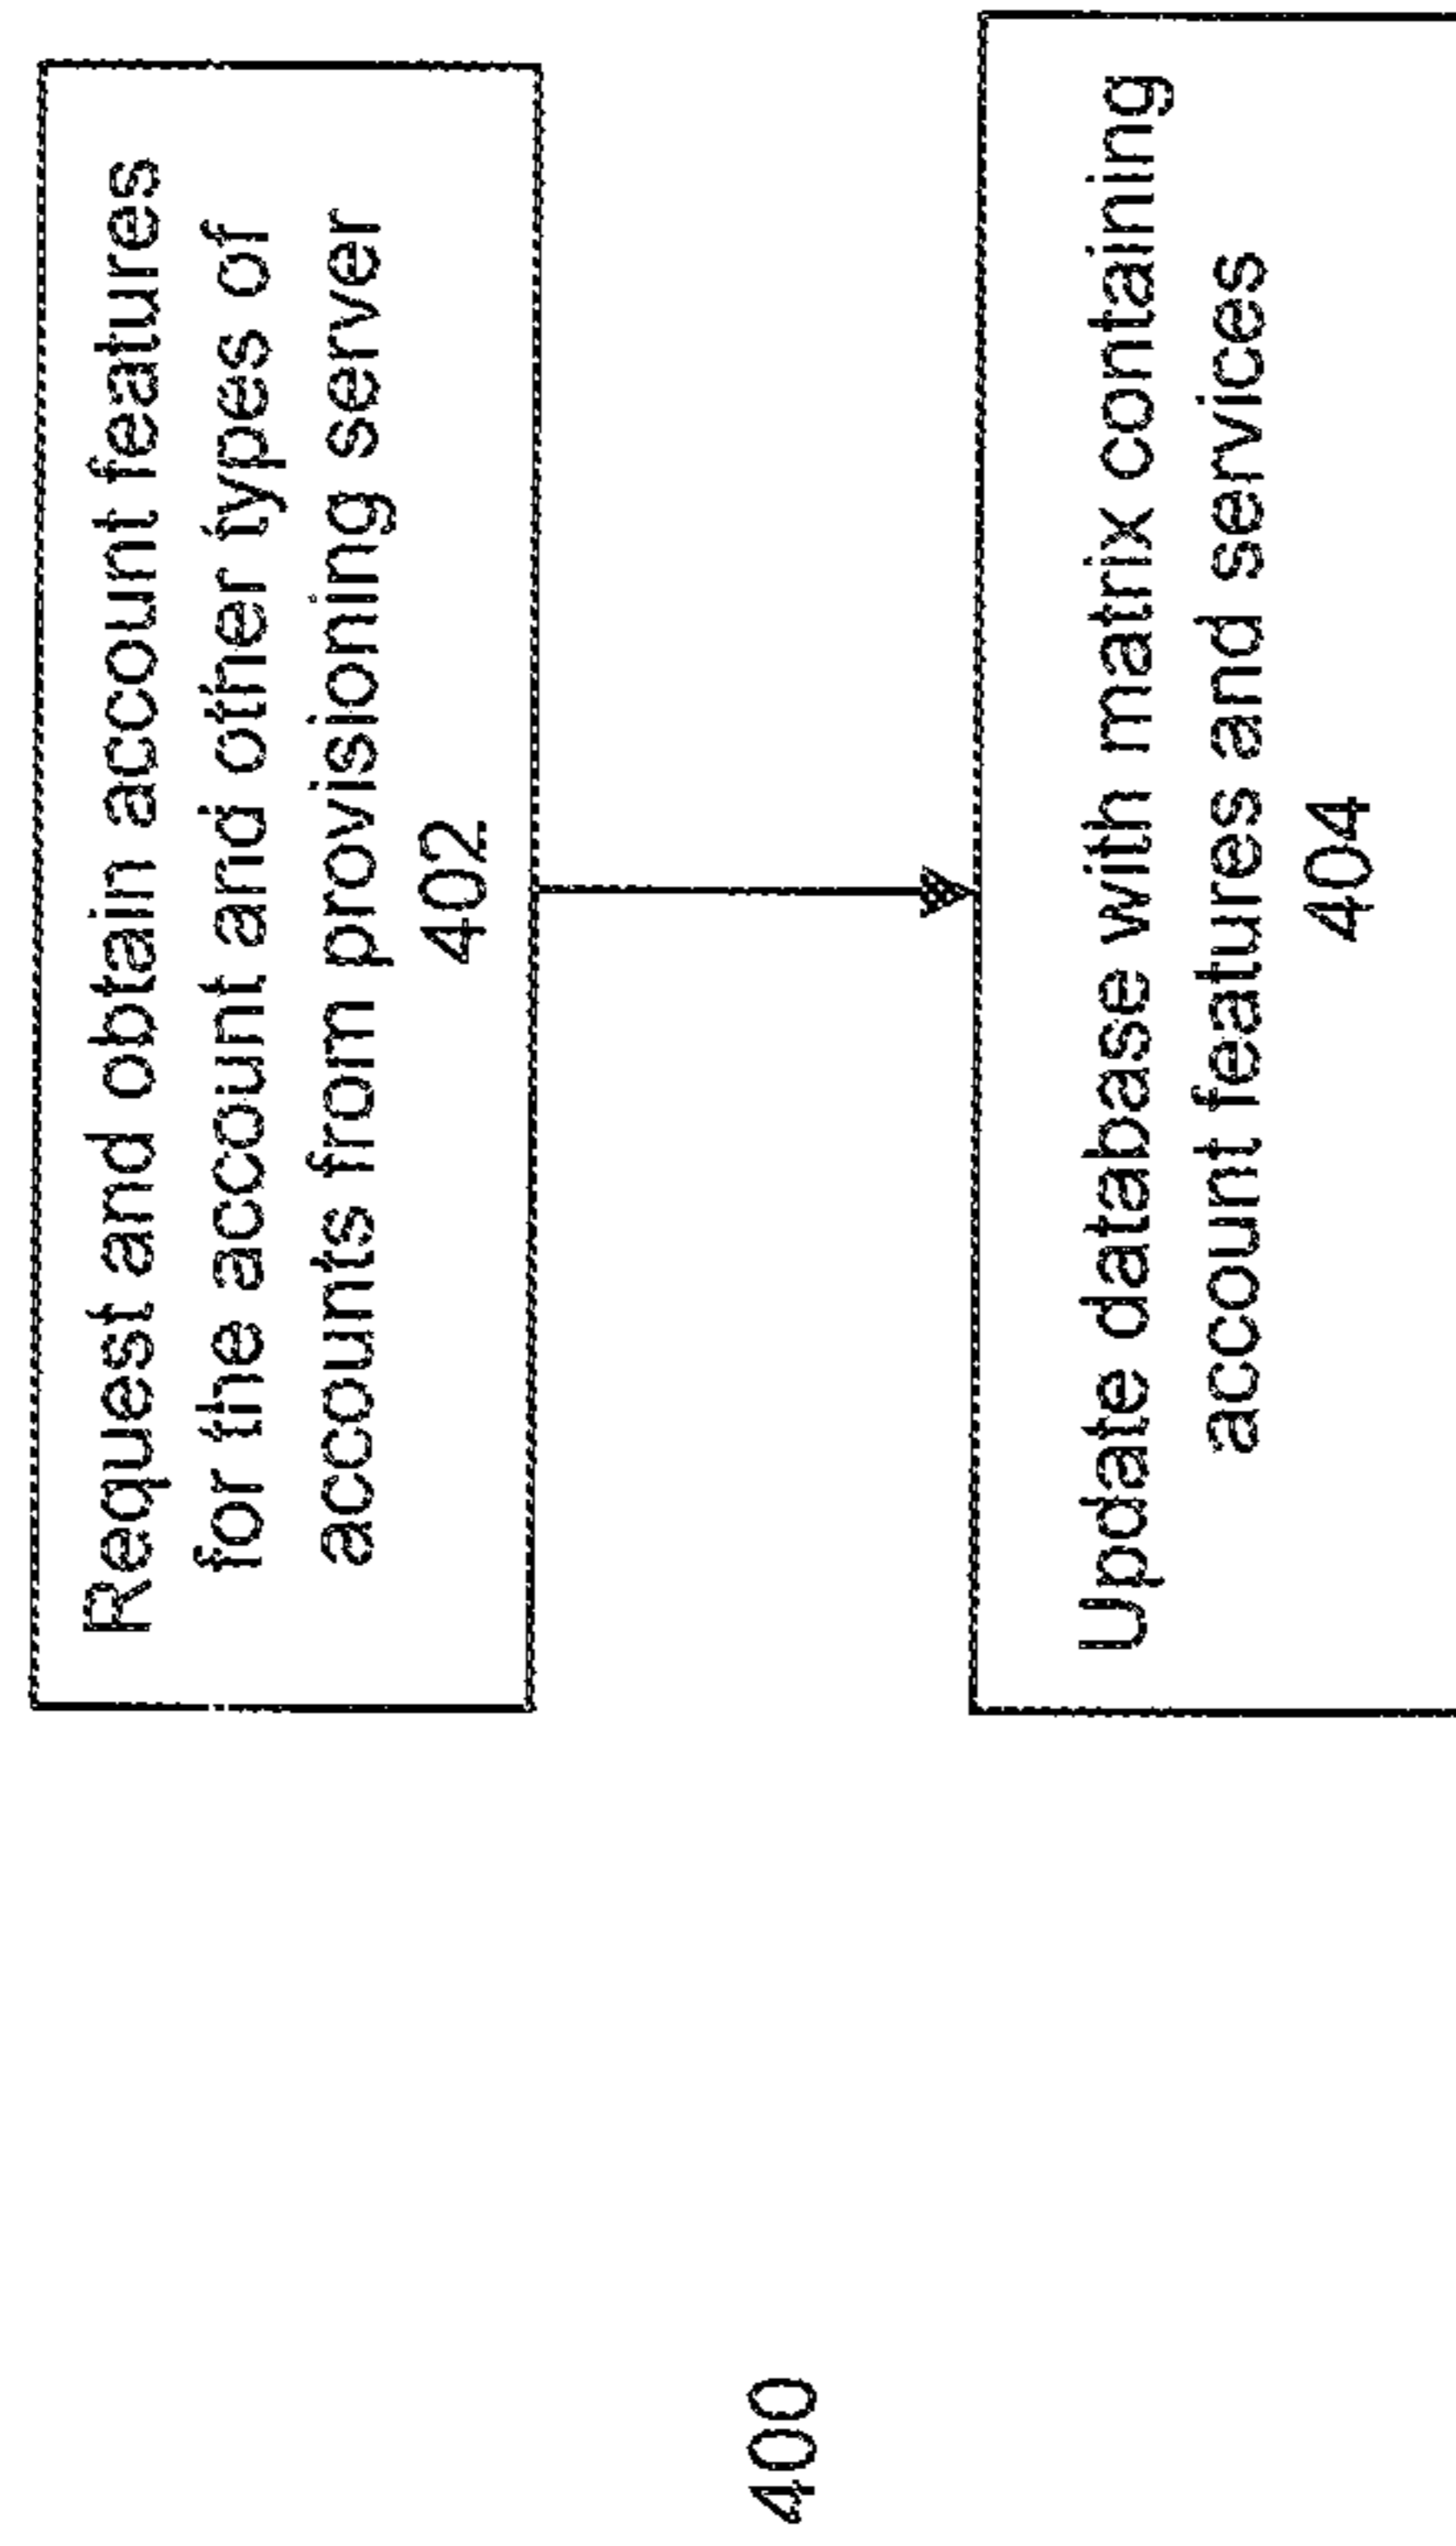 Request and obtain account features
for the account and other types of
accounts from provisioning server
402
400
Update database with matrix containing
account features and services
404